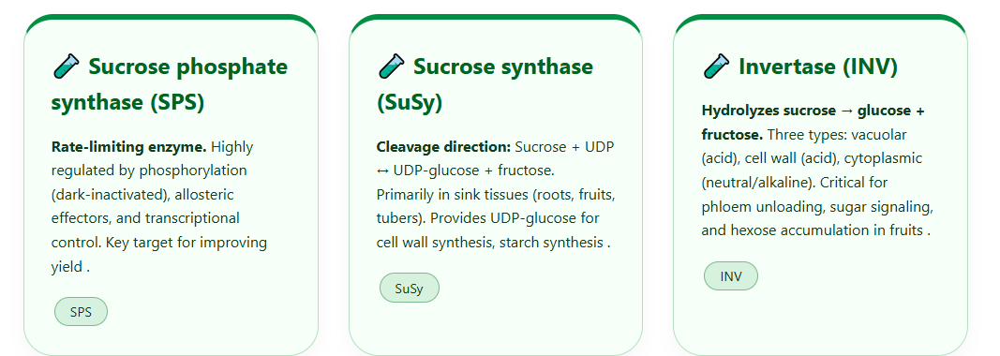 Sucrose phosphate
synthase (SPS)
Rate-limiting enzyme. Highly
regulated by phosphorylation
(dark-inactivated), allosteric
effectors, and transcriptional
control. Key target for improving
yield .
SPS
Sucrose synthase
(SuSy)
Cleavage direction: Sucrose + UDP
↔ UDP-glucose + fructose.
Primarily in sink tissues (roots, fruits,
tubers). Provides UDP-glucose for
cell wall synthesis, starch synthesis .
SuSy
Invertase (INV)
Hydrolyzes sucrose → glucose +
fructose. Three types: vacuolar
(acid), cell wall (acid), cytoplasmic
(neutral/alkaline). Critical for
phloem unloading, sugar signaling,
and hexose accumulation in fruits .
INV